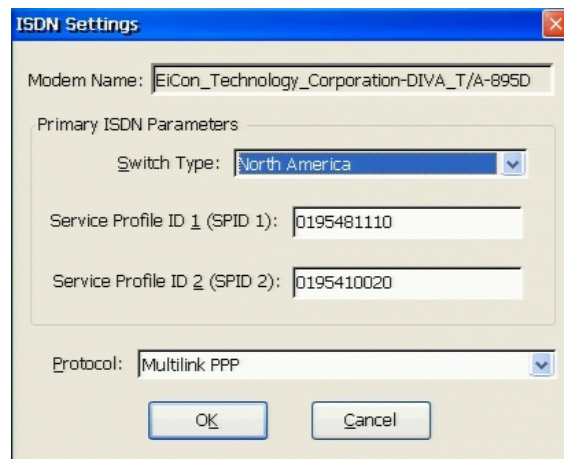 ISDN Settings
Modem Name: EiCon_Technology_Corporation-DIVA_T/A-895D
Primary ISDN Parameters
Switch Type: North America
Service Profile ID 1 (SPID 1): 0195481110
Service Profile ID 2 (SPID 2): 0195410020
Protocol: Multilink PPP
OK Cancel